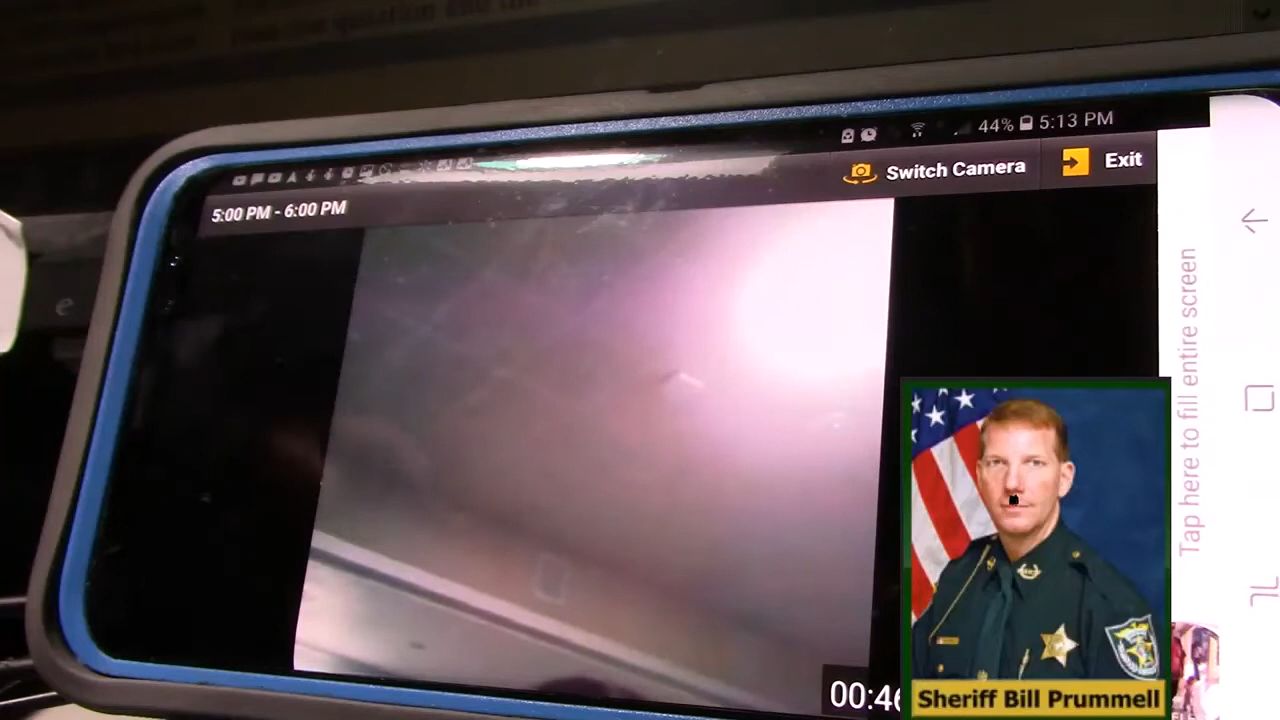 44% 5:13 PM
Switch Camera
Exit
5:00 PM - 6:00 PM
Tap here to fill entire screen
00:46
Sheriff Bill Prummell